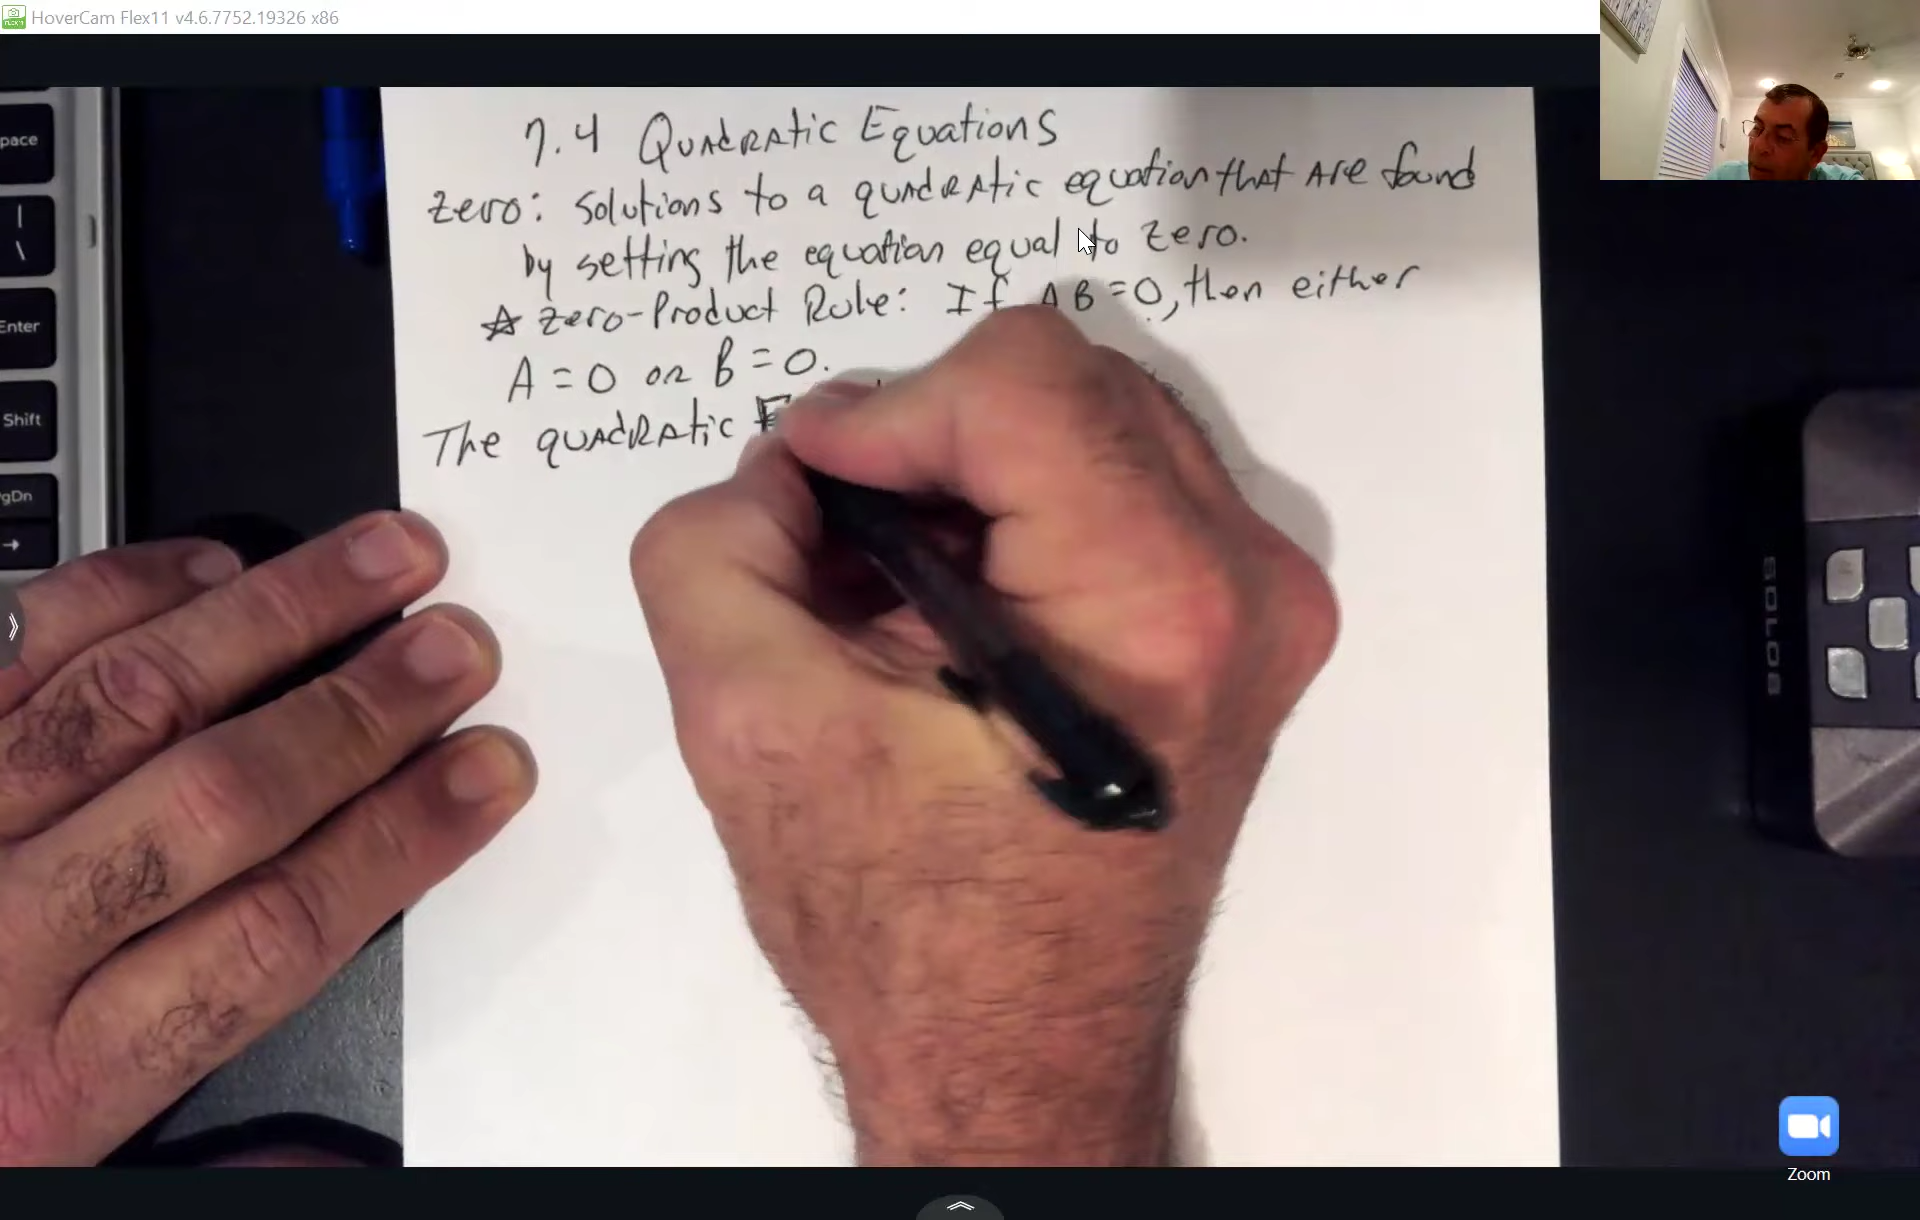 HoverCam Flex11 v4.6.7752.19326 x86
7.4 Quadratic Equations
Zero: Solutions to a quadratic equation that are found
by setting the equation equal to zero.
☆ Zero-Product Rule: If AB=0, then either
A = 0 or B = 0.
The quadratic
pace
|
\
Enter
Shift
gDn
→
SOLO8
Zoom